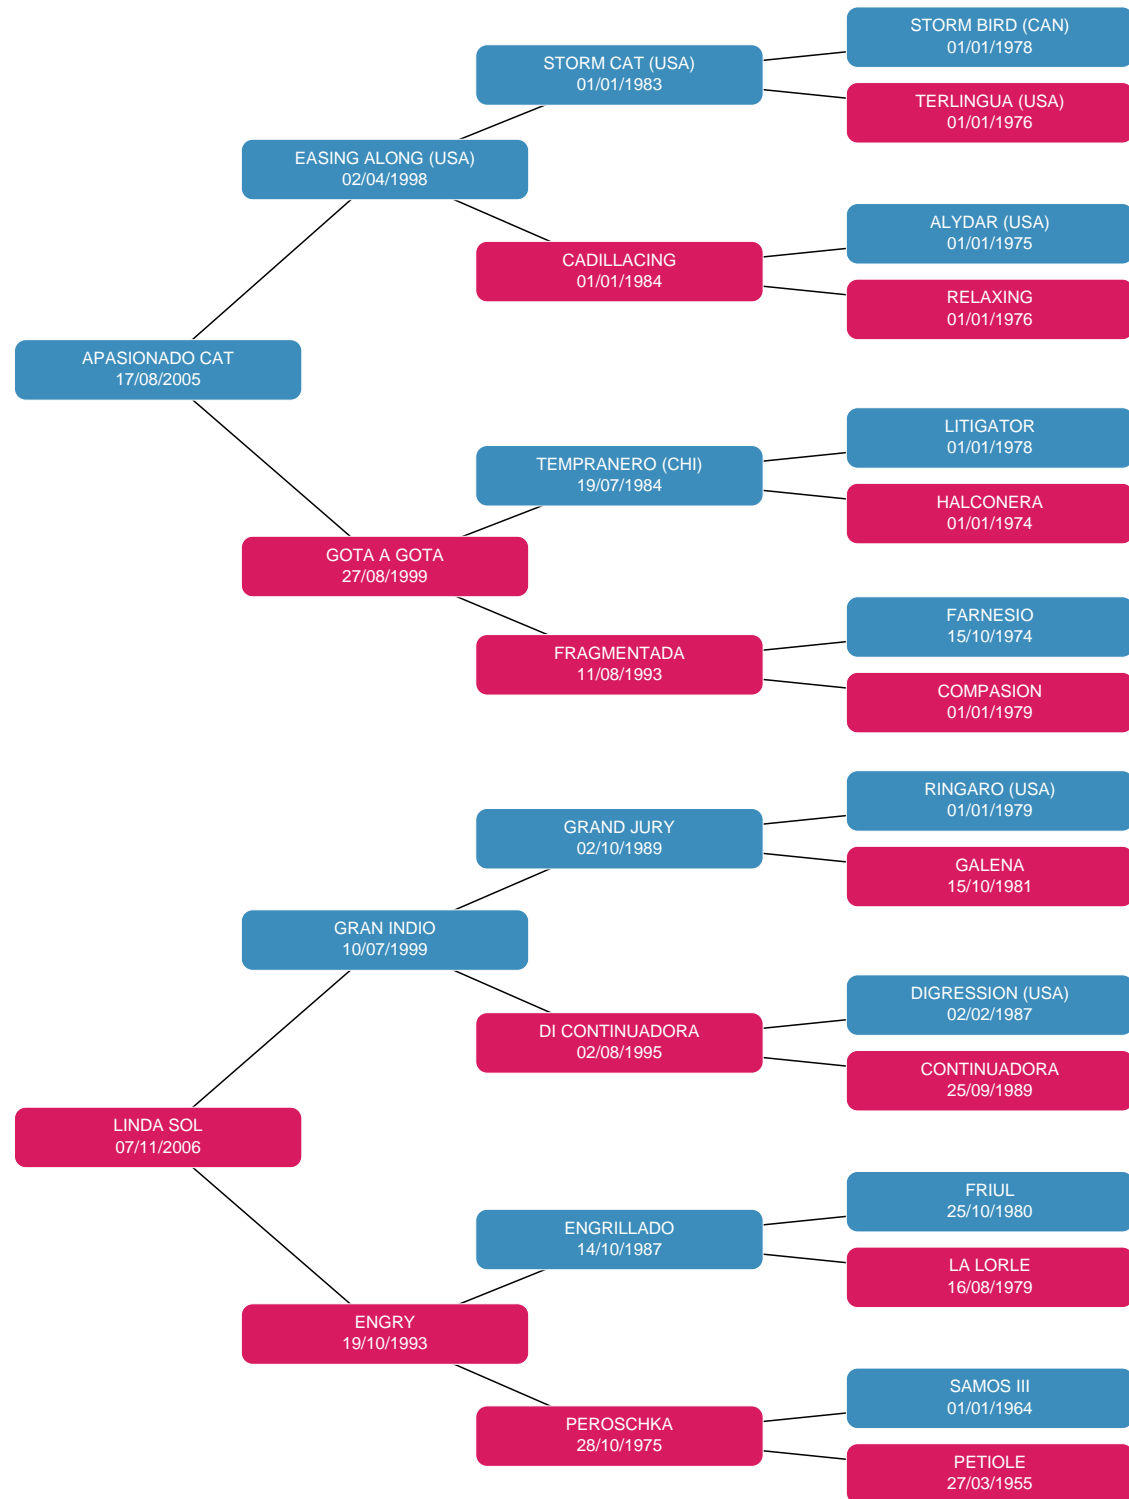 STORM BIRD (CAN)
01/01/1978
STORM CAT (USA)
01/01/1983
TERLINGUA (USA)
01/01/1976
EASING ALONG (USA)
02/04/1998
ALYDAR (USA)
01/01/1975
CADILLACING
01/01/1984
RELAXING
01/01/1976
APASIONADO CAT
17/08/2005
LITIGATOR
01/01/1978
TEMPRANERO (CHI)
19/07/1984
HALCONERA
01/01/1974
GOTA A GOTA
27/08/1999
FARNESIO
15/10/1974
FRAGMENTADA
11/08/1993
COMPASION
01/01/1979
RINGARO (USA)
01/01/1979
GRAND JURY
02/10/1989
GALENA
15/10/1981
GRAN INDIO
10/07/1999
DIGRESSION (USA)
02/02/1987
DI CONTINUADORA
02/08/1995
CONTINUADORA
25/09/1989
LINDA SOL
07/11/2006
FRIUL
25/10/1980
ENGRILLADO
14/10/1987
LA LORLE
16/08/1979
ENGRY
19/10/1993
SAMOS III
01/01/1964
PEROSCHKA
28/10/1975
PETIOLE
27/03/1955